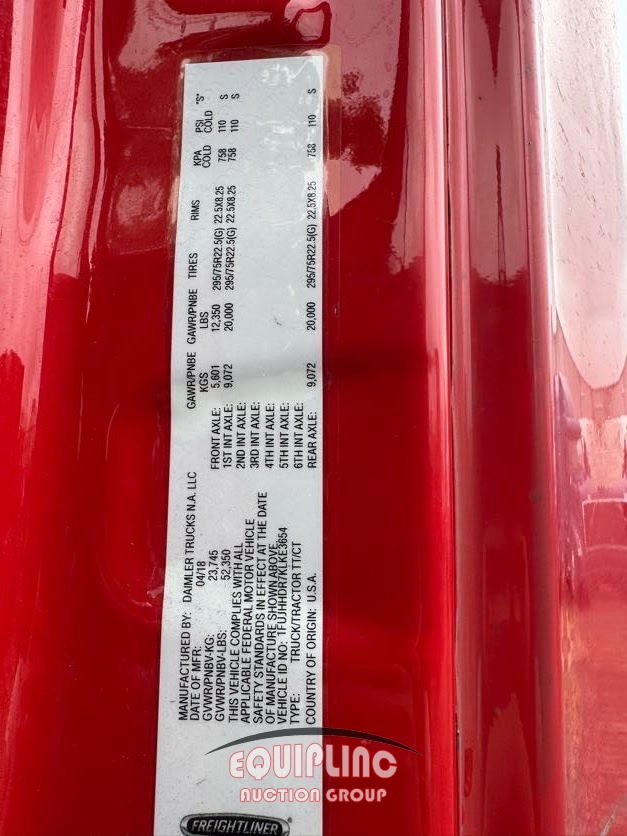 MANUFACTURED BY: DAIMLER TRUCKS N.A. LLC
DATE OF MFR: 04/18
GVWR/PNBV-KG: 23,745
GVWR/PNBV-LBS: 52,350
THIS VEHICLE COMPLIES WITH ALL
APPLICABLE FEDERAL MOTOR VEHICLE
SAFETY STANDARDS IN EFFECT AT THE DATE
OF MANUFACTURE SHOWN ABOVE
VEHICLE ID NO: 1FUJHHDR7KLKE3654
TYPE: TRUCK/TRACTOR TT/CT
COUNTRY OF ORIGIN: U.S.A.
GAWR/PNBE GAWR/PNBE TIRES RIMS KPA PSI "S"
KGS LBS COLD COLD
FRONT AXLE: 5,601 12,350 295/75R22.5(G) 22.5X8.25 758 110 S
1ST INT AXLE: 9,072 20,000 295/75R22.5(G) 22.5X8.25 758 110 S
2ND INT AXLE:
3RD INT AXLE:
4TH INT AXLE:
5TH INT AXLE:
6TH INT AXLE:
REAR AXLE: 9,072 20,000 295/75R22.5(G) 22.5X8.25 758 110 S
FREIGHTLINER
EQUIPLINC
AUCTION GROUP